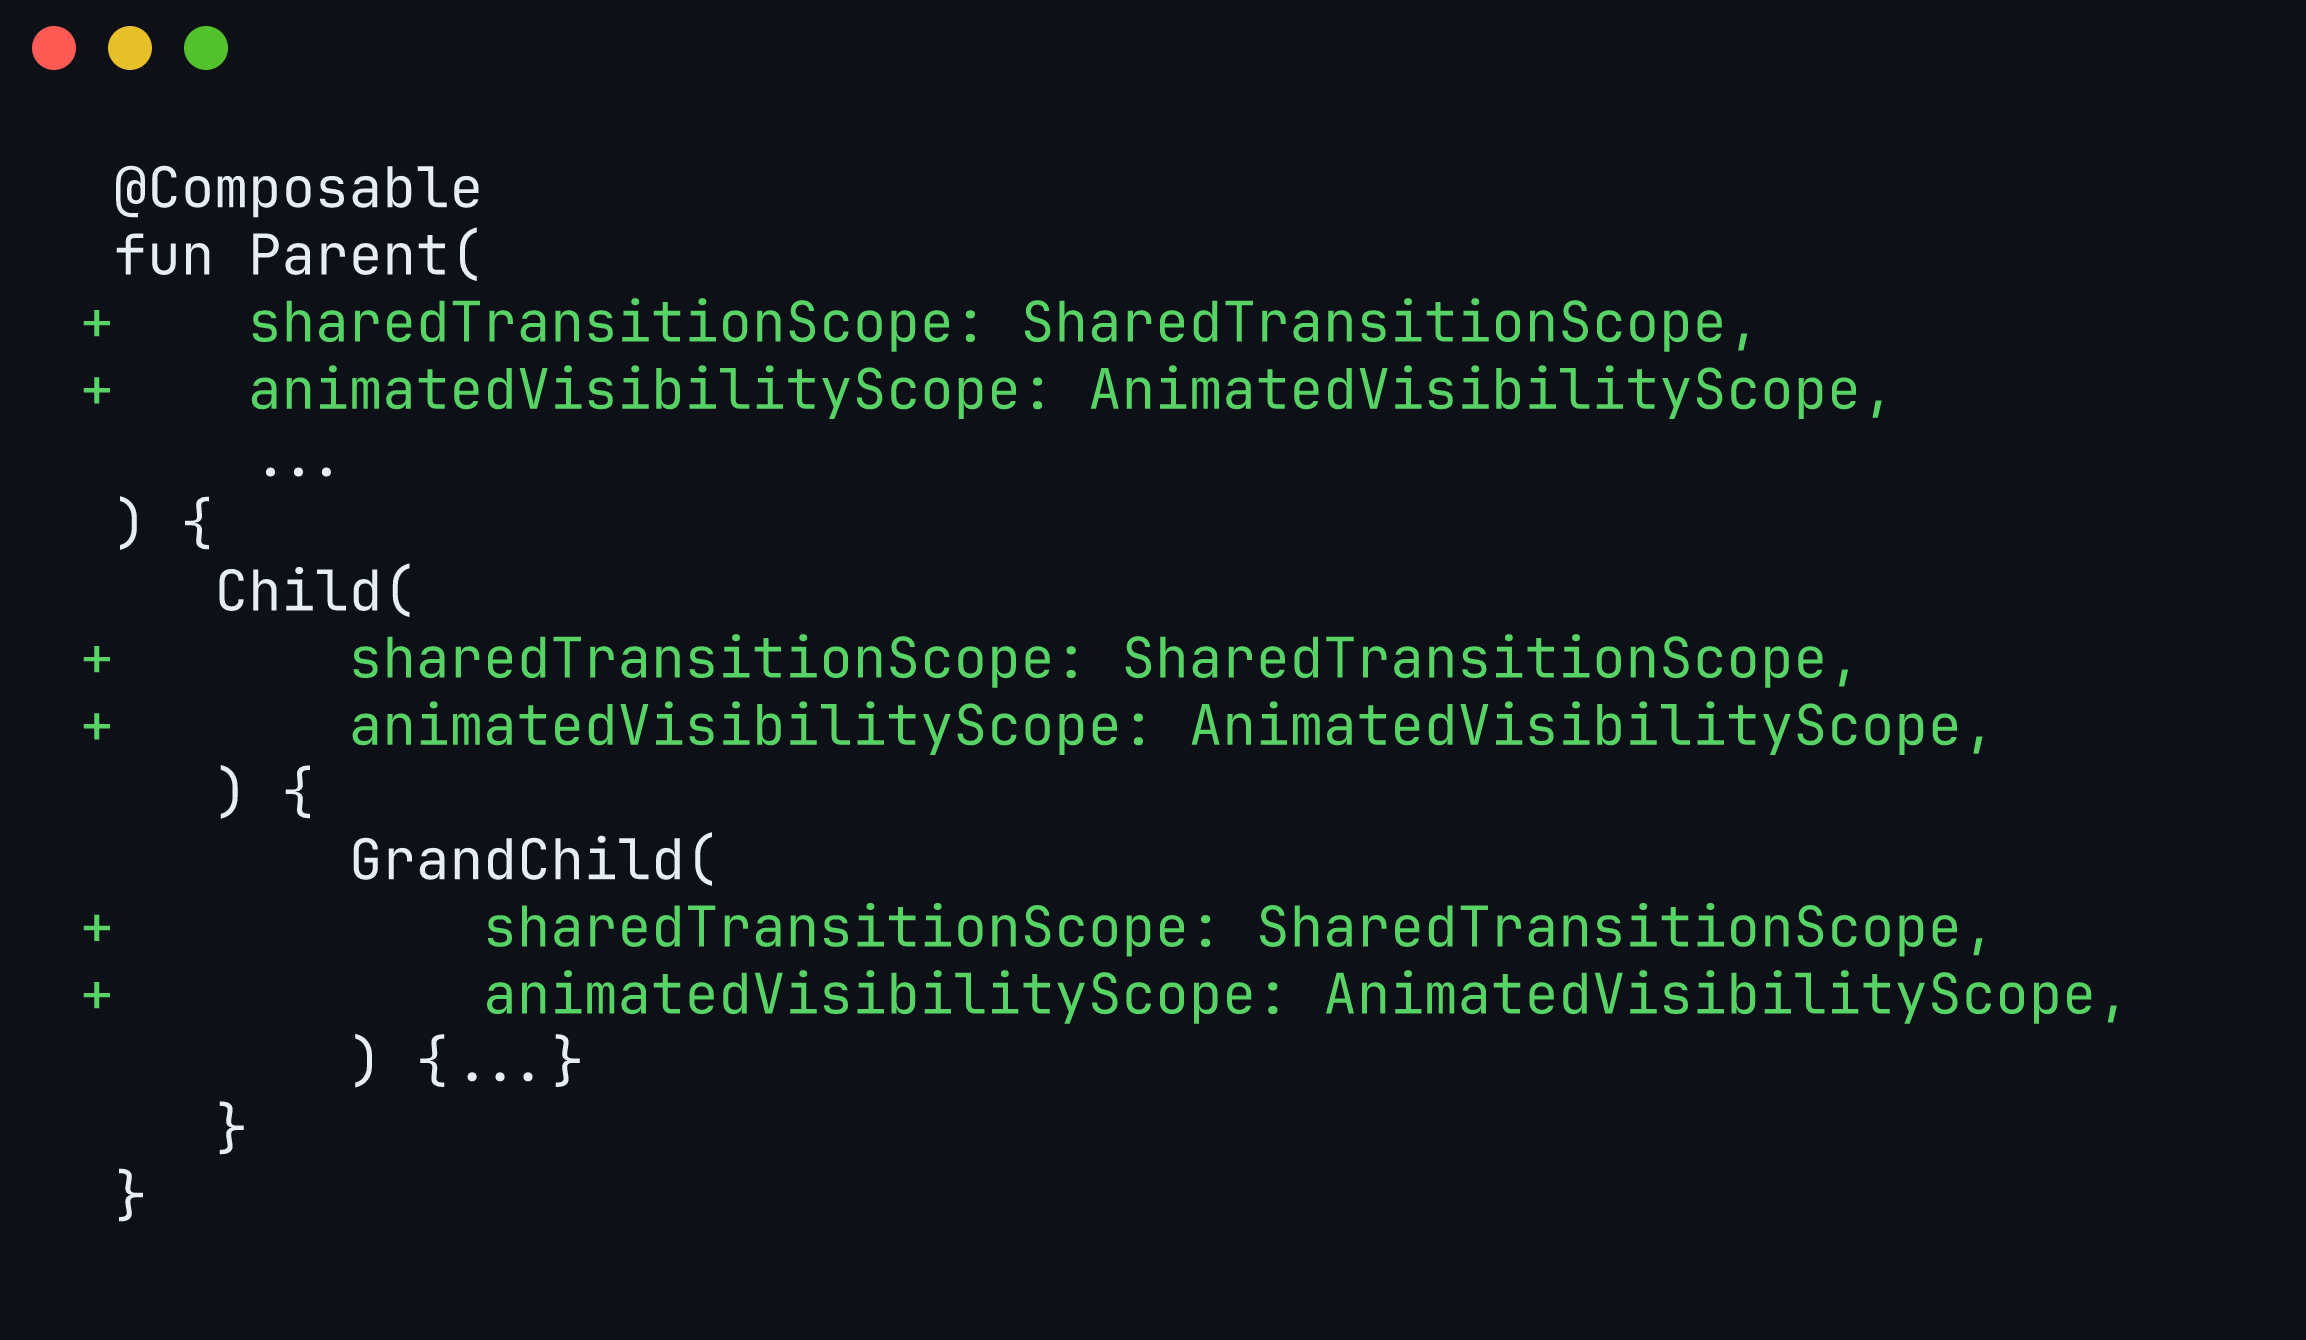 @Composable
fun Parent(
+    sharedTransitionScope: SharedTransitionScope,
+    animatedVisibilityScope: AnimatedVisibilityScope,
     ...
 ) {
    Child(
+       sharedTransitionScope: SharedTransitionScope,
+       animatedVisibilityScope: AnimatedVisibilityScope,
    ) {
        GrandChild(
+           sharedTransitionScope: SharedTransitionScope,
+           animatedVisibilityScope: AnimatedVisibilityScope,
        ) {...}
    }
 }